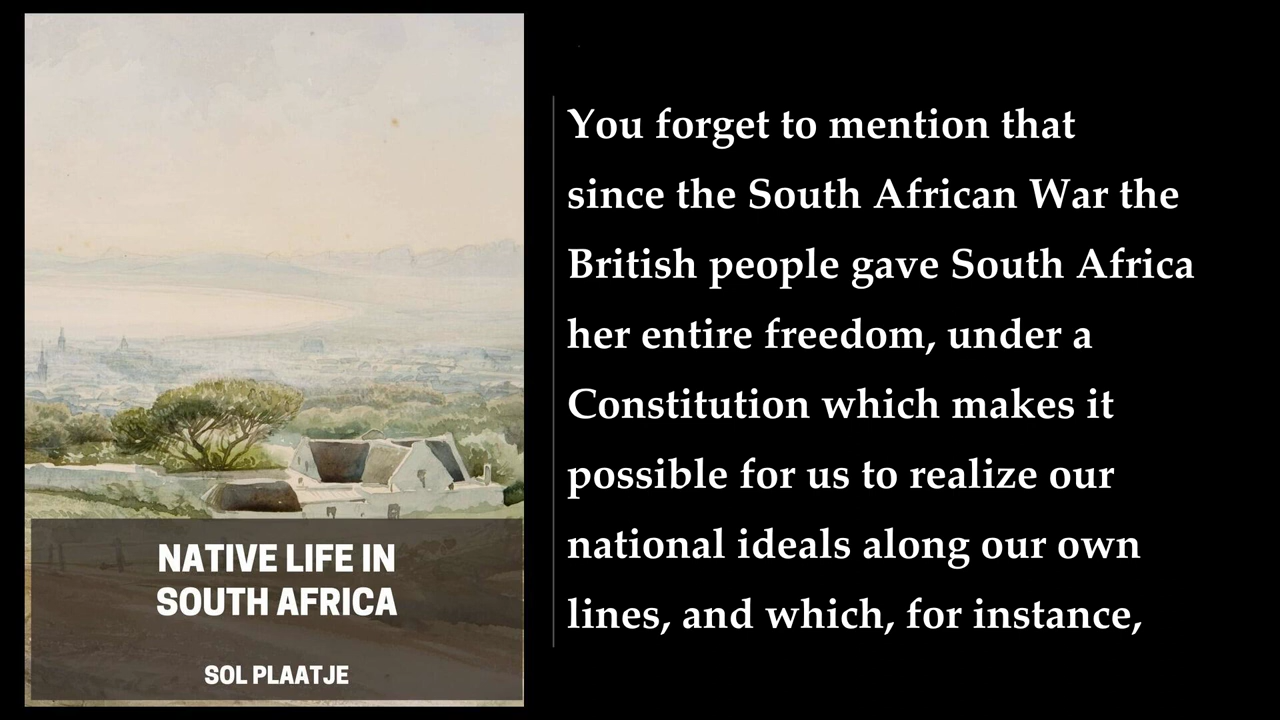 NATIVE LIFE IN
SOUTH AFRICA
SOL PLAATJE
You forget to mention that
since the South African War the
British people gave South Africa
her entire freedom, under a
Constitution which makes it
possible for us to realize our
national ideals along our own
lines, and which, for instance,